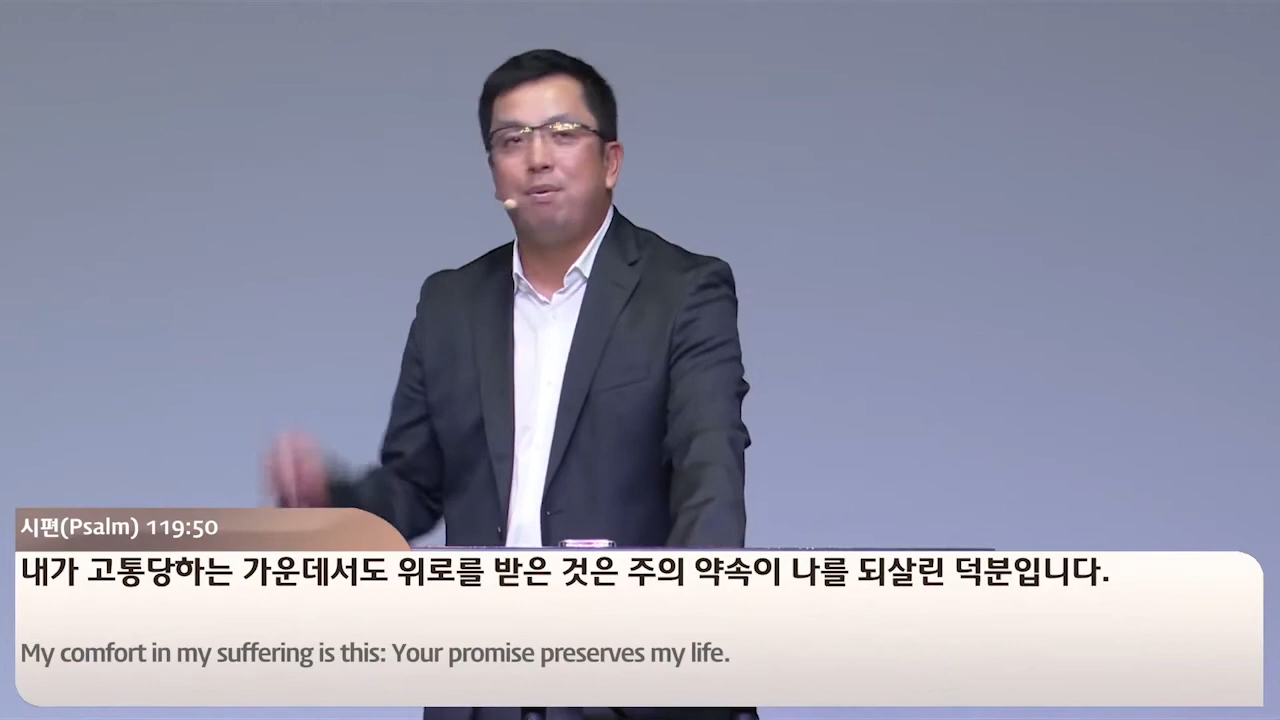 시편(Psalm) 119:50
내가 고통당하는 가운데서도 위로를 받은 것은 주의 약속이 나를 되살린 덕분입니다.
My comfort in my suffering is this: Your promise preserves my life.